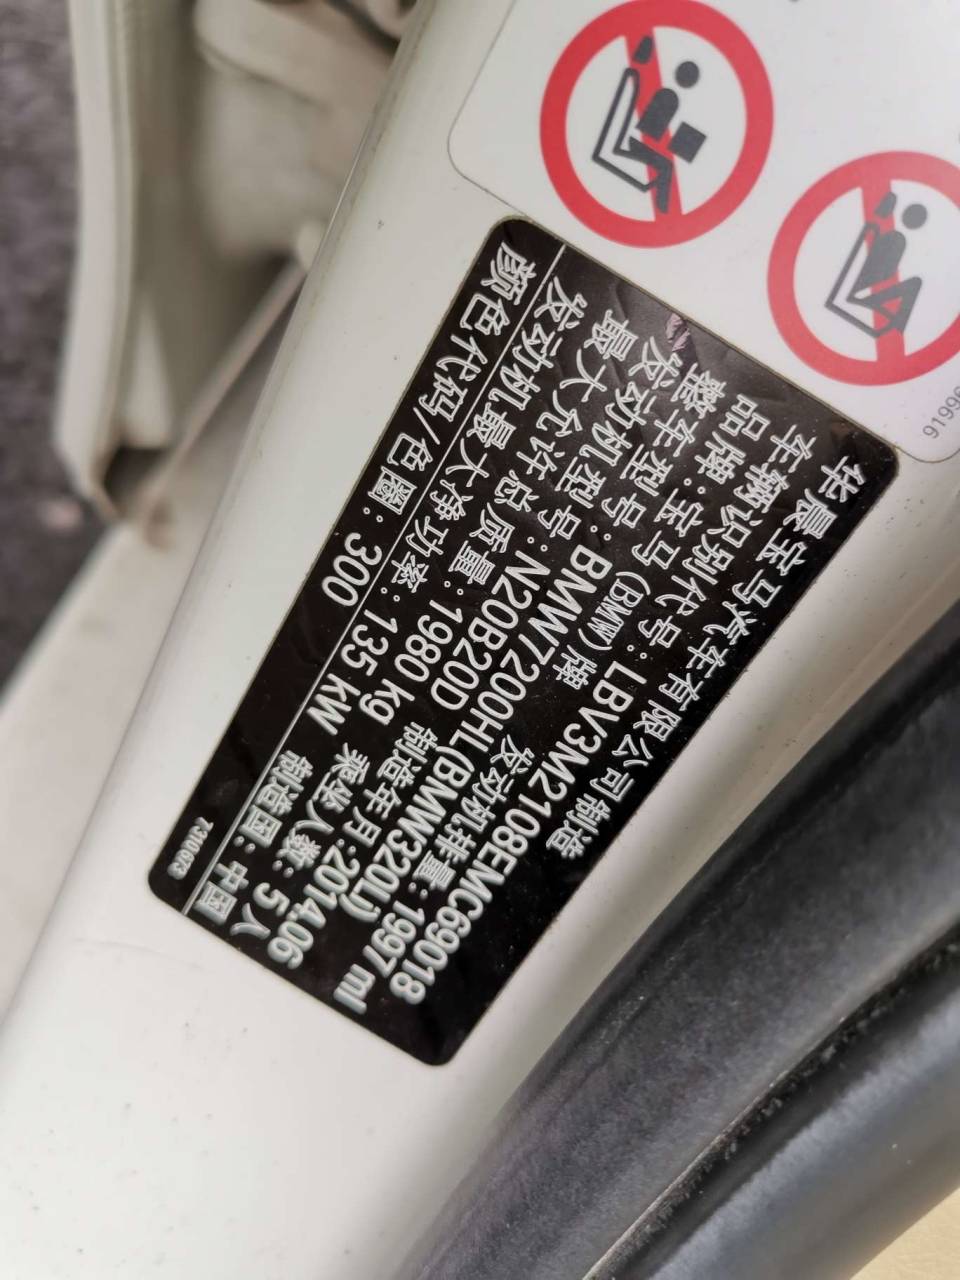 91996
华晨宝马汽车有限公司制造
车辆识别代号: LBV3M2108EMC69018
品牌: 宝马 (BMW) 牌
整车型号: BMW7200HL(BMW320Li)
发动机型号: N20B20D 发动机排量: 1997 ml
最大允许总质量: 1980 kg 制造年月: 2014.06
发动机最大净功率: 135 kW 乘坐人数: 5 人
颜色代码/色圈: 300 制造国: 中国